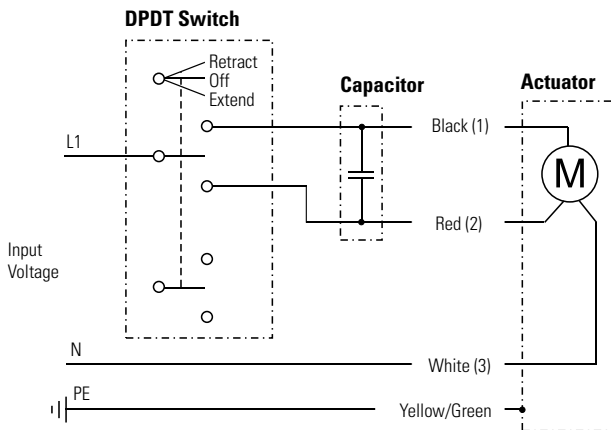 DPDT Switch
Retract
Off
Extend
Capacitor
Actuator
L1
Black (1)
M
Red (2)
Input
Voltage
N
White (3)
PE
Yellow/Green